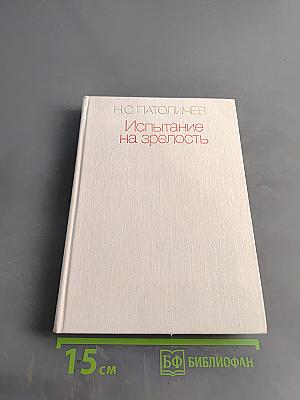 Н.С. ПАТОЛИЧЕВ
Испытание
на зрелость
15 см
БФ БИБЛИОФАН